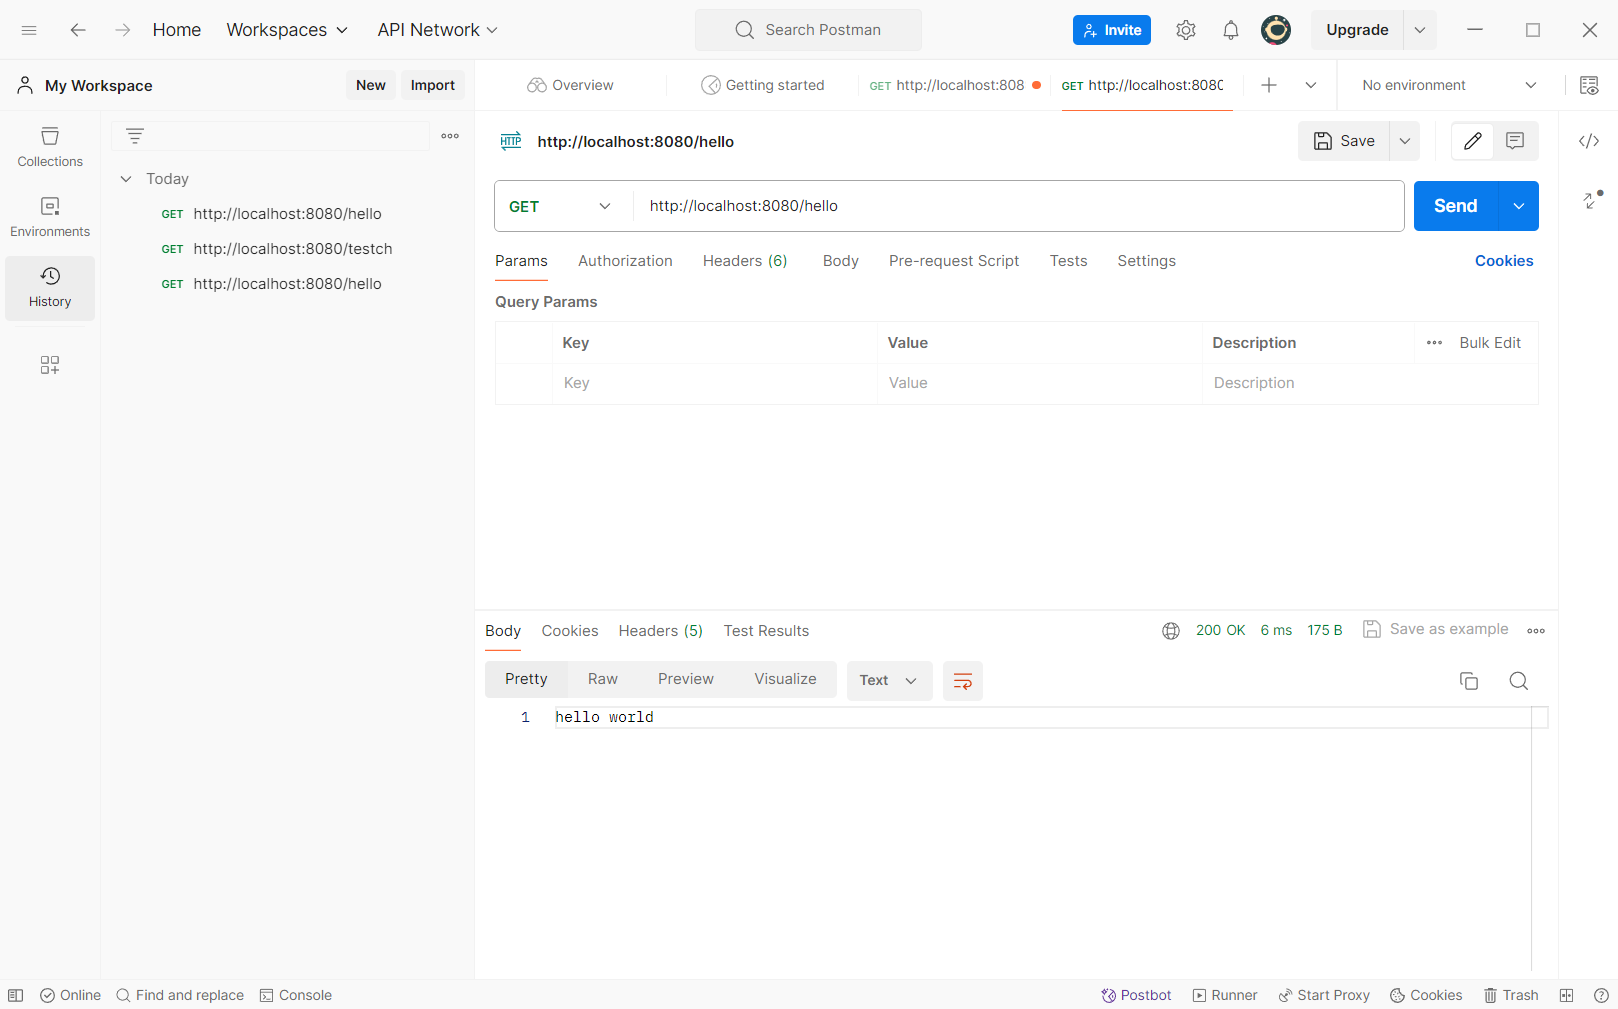 Home Workspaces API Network Search Postman Invite Upgrade
My Workspace New Import Overview Getting started GET http://localhost:808 GET http://localhost:8080 No environment
Collections
Environments
History
Today
GET http://localhost:8080/hello
GET http://localhost:8080/testch
GET http://localhost:8080/hello
HTTP http://localhost:8080/hello Save
GET http://localhost:8080/hello Send
Params Authorization Headers (6) Body Pre-request Script Tests Settings Cookies
Query Params
Key Value Description Bulk Edit
Key Value Description
Body Cookies Headers (5) Test Results 200 OK 6 ms 175 B Save as example
Pretty Raw Preview Visualize Text
1 hello world
Online Find and replace Console Postbot Runner Start Proxy Cookies Trash